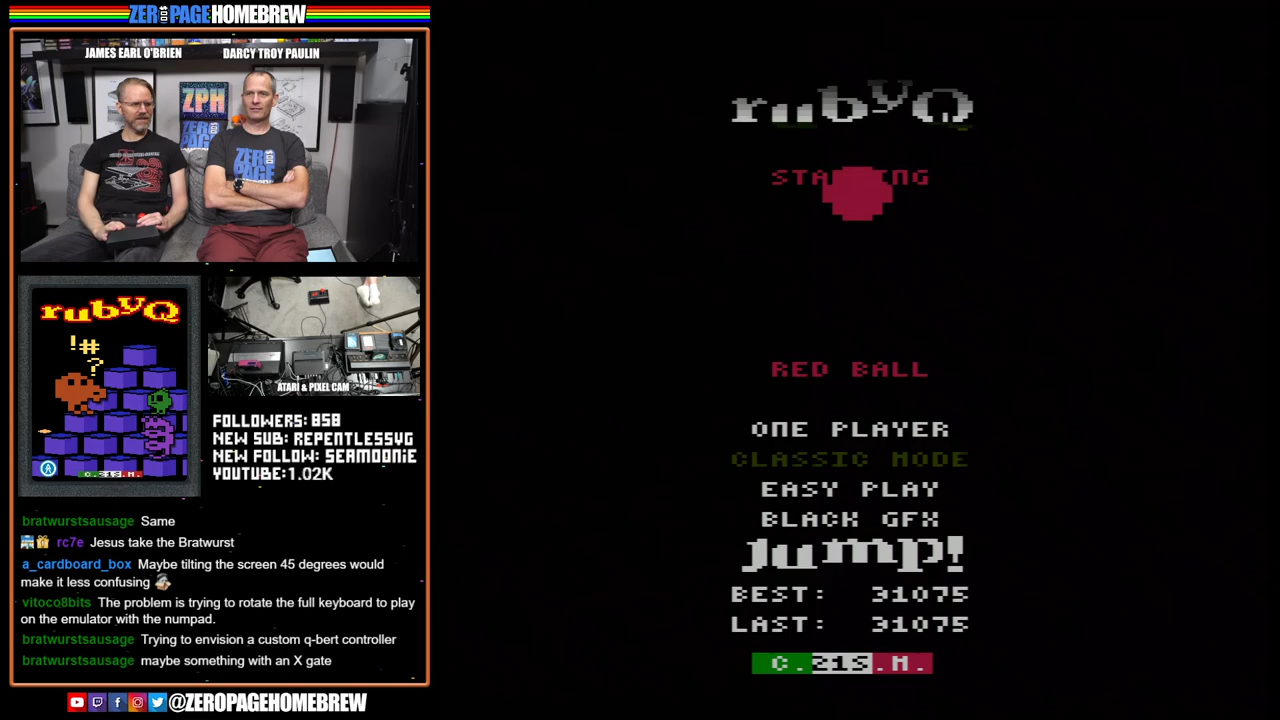 ZEROPAGE HOMEBREW
JAMES EARL O'BRIEN
DARCY TROY PAULIN
ZPH
rubyQ
!#
?
C.21S.M.
ATARI & PIXEL CAM
FOLLOWERS: 858
NEW SUB: REPENTLESSVG
NEW FOLLOW: SEAMOONIE
YOUTUBE:1.02K
bratwurstsausage Same
rc7e Jesus take the Bratwurst
a_cardboard_box Maybe tilting the screen 45 degrees would
make it less confusing
vitoco8bits The problem is trying to rotate the full keyboard to play
on the emulator with the numpad.
bratwurstsausage Trying to envision a custom q-bert controller
bratwurstsausage maybe something with an X gate
@ZEROPAGEHOMEBREW
rubyQ
RED BALL
ONE PLAYER
CLASSIC MODE
EASY PLAY
BLACK GFX
Jump!
BEST: 31075
LAST: 31075
C.21S.M.